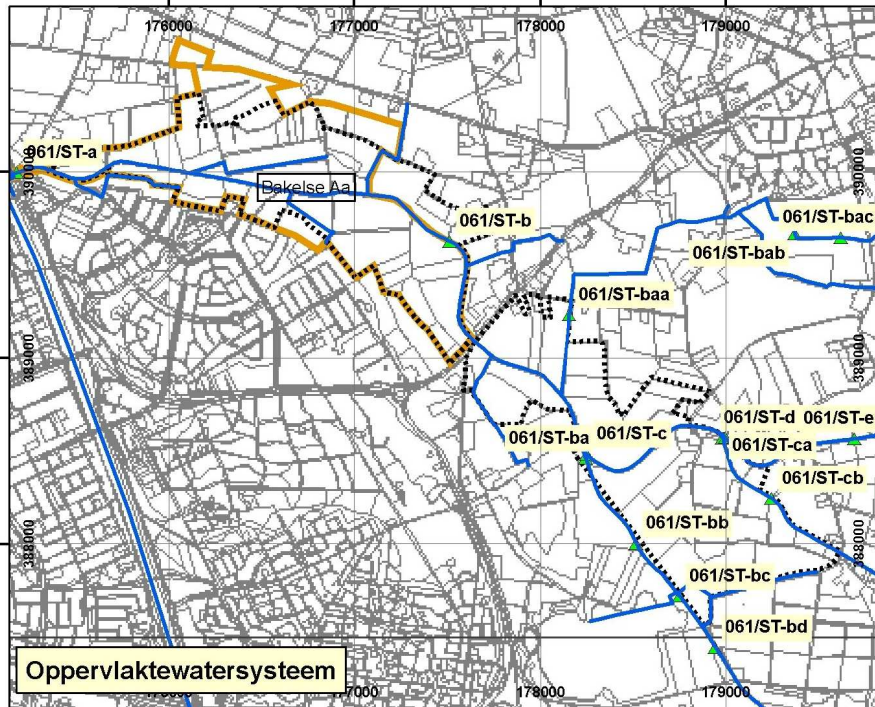 176000
177000
178000
179000
061/ST-a
390000
390000
Bakelse Aa
061/ST-b
061/ST-bac
061/ST-bab
061/ST-baa
389000
389000
061/ST-d
061/ST-e
061/ST-ba
061/ST-c
061/ST-ca
061/ST-cb
061/ST-bb
388000
388000
061/ST-bc
061/ST-bd
Oppervlaktewatersysteem
176000
177000
178000
179000